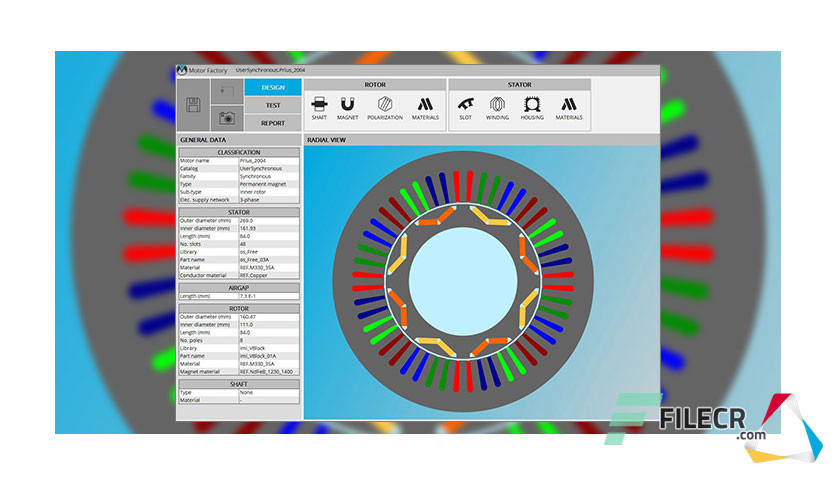 Motor Factory UserSynchronous.Prius_2004
DESIGN
TEST
REPORT
ROTOR
SHAFT MAGNET POLARIZATION MATERIALS
STATOR
SLOT WINDING HOUSING MATERIALS
GENERAL DATA
CLASSIFICATION
Motor name Prius_2004
Catalog UserSynchronous
Family Synchronous
Type Permanent magnet
Sub-type Inner rotor
Elec. supply network 3-phase
STATOR
Outer diameter (mm) 269.0
Inner diameter (mm) 161.93
Length (mm) 84.0
No. slots 48
Library os_Free
Part name os_Free_03A
Material REF.M330_35A
Conductor material REF.Copper
AIRGAP
Length (mm) 7.3 E-1
ROTOR
Outer diameter (mm) 160.47
Inner diameter (mm) 111.0
Length (mm) 84.0
No. poles 8
Library imi_VBlock
Part name imi_VBlock_01A
Material REF.M330_35A
Magnet material REF.NdFeB_1230_1400
SHAFT
Type None
Material -
RADIAL VIEW
FILECR
.com